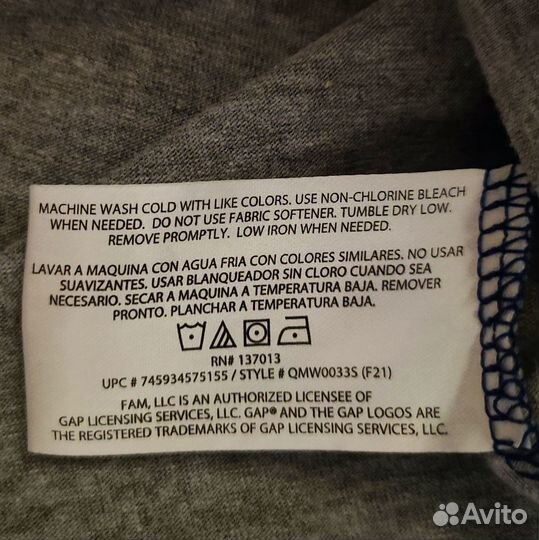 MACHINE WASH COLD WITH LIKE COLORS. USE NON-CHLORINE BLEACH
WHEN NEEDED. DO NOT USE FABRIC SOFTENER. TUMBLE DRY LOW.
REMOVE PROMPTLY. LOW IRON WHEN NEEDED.
LAVAR A MAQUINA CON AGUA FRIA CON COLORES SIMILARES. NO USAR
SUAVIZANTES. USAR BLANQUEADOR SIN CLORO CUANDO SEA
NECESARIO. SECAR A MAQUINA A TEMPERATURA BAJA. REMOVER
PRONTO. PLANCHAR A TEMPERATURA BAJA.
RN# 137013
UPC # 745934575155 / STYLE # QMW0033S (F21)
FAM, LLC IS AN AUTHORIZED LICENSEE OF
GAP LICENSING SERVICES, LLC. GAP® AND THE GAP LOGOS ARE
THE REGISTERED TRADEMARKS OF GAP LICENSING SERVICES, LLC.
Avito